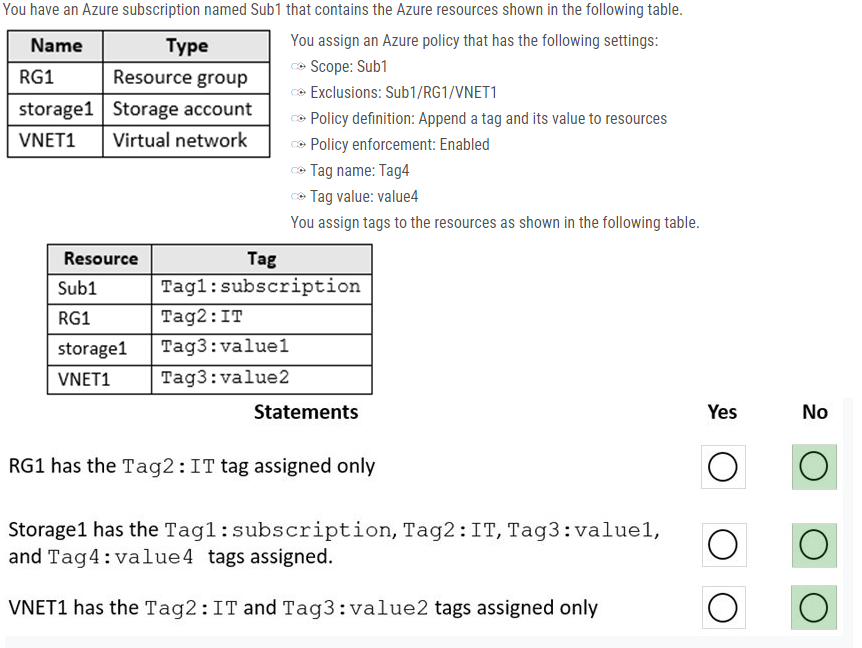 You have an Azure subscription named Sub1 that contains the Azure resources shown in the following table.
Name Type
RG1 Resource group
storage1 Storage account
VNET1 Virtual network
You assign an Azure policy that has the following settings:
Scope: Sub1
Exclusions: Sub1/RG1/VNET1
Policy definition: Append a tag and its value to resources
Policy enforcement: Enabled
Tag name: Tag4
Tag value: value4
You assign tags to the resources as shown in the following table.
Resource Tag
Sub1 Tag1:subscription
RG1 Tag2:IT
storage1 Tag3:value1
VNET1 Tag3:value2
Statements Yes No
RG1 has the Tag2:IT tag assigned only
Storage1 has the Tag1:subscription, Tag2:IT, Tag3:value1,
and Tag4:value4 tags assigned.
VNET1 has the Tag2:IT and Tag3:value2 tags assigned only